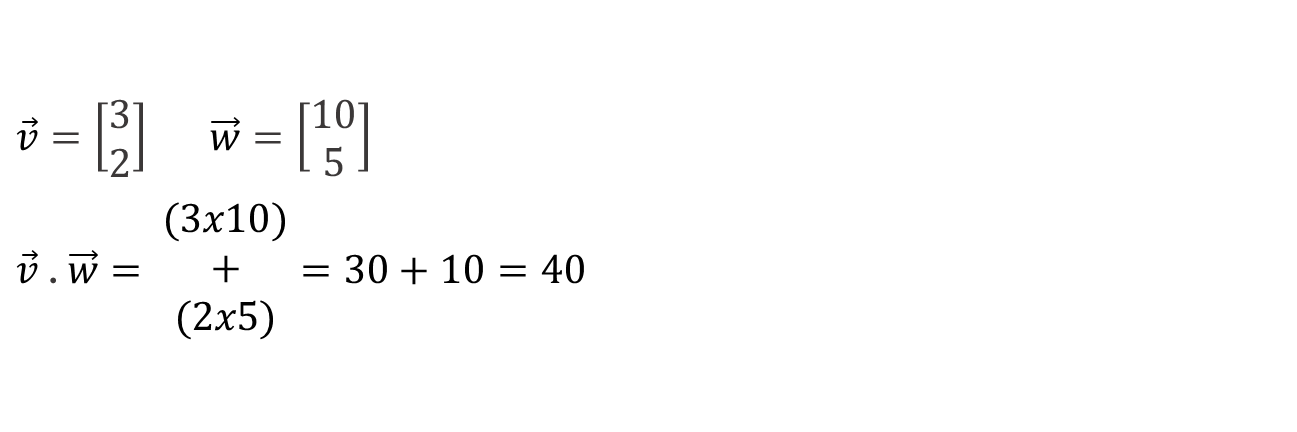 v⃗ = [3 2] w⃗ = [10 5]
(3x10)
v⃗ . w⃗ = + = 30 + 10 = 40
(2x5)